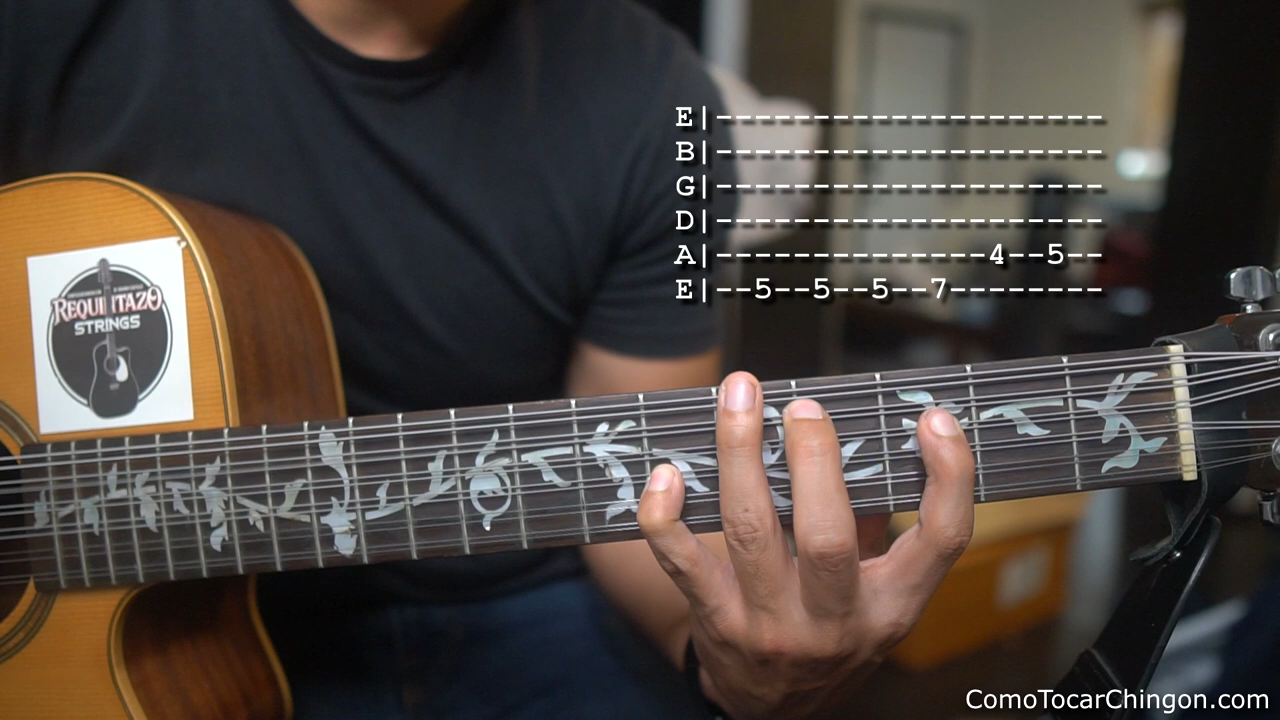 REQUINTAZO
STRINGS
E|--------------------
B|--------------------
G|--------------------
D|--------------------
A|--------------4--5--
E|--5--5--5--7--------
ComoTocarChingon.com